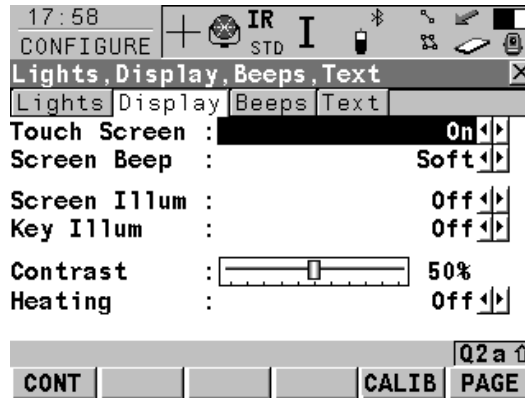 17:58
CONFIGURE
IR
STD
I
Lights,Display,Beeps,Text
Lights Display Beeps Text
Touch Screen : On
Screen Beep : Soft
Screen Illum : Off
Key Illum : Off
Contrast : 50%
Heating : Off
Q2a
CONT CALIB PAGE